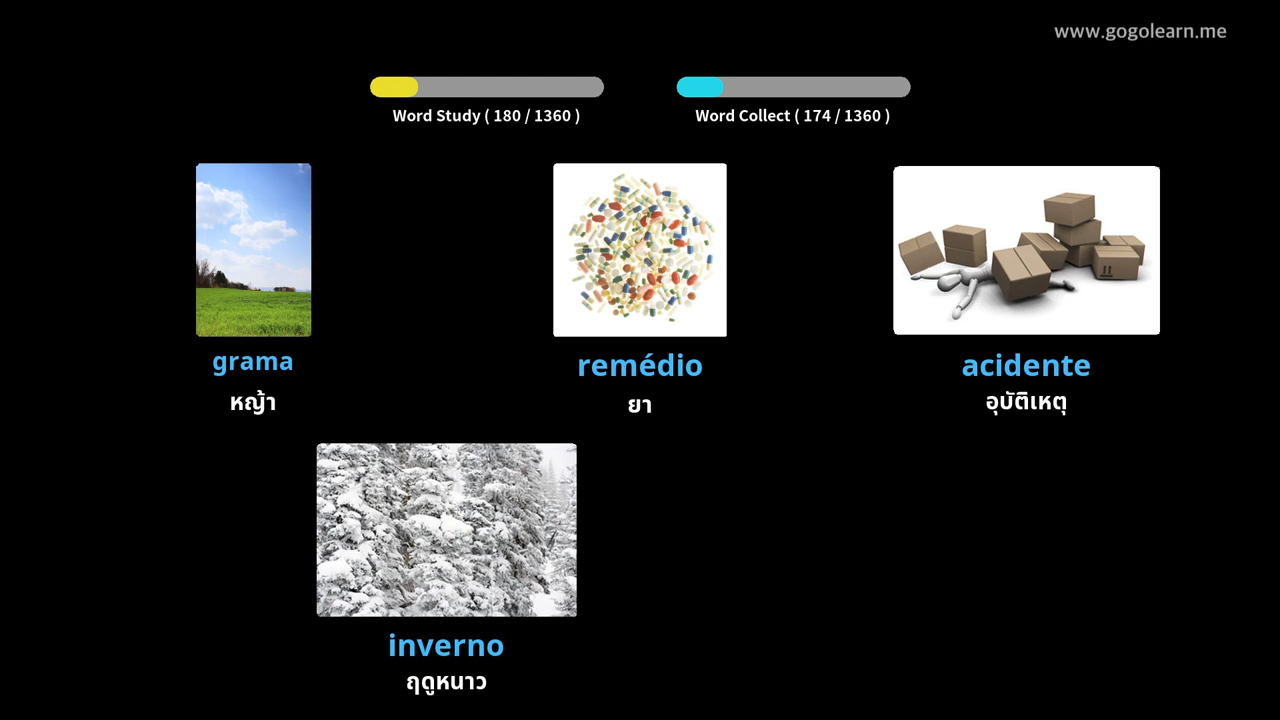 www.gogolearn.me
Word Study ( 180 / 1360 )
Word Collect ( 174 / 1360 )
grama
หญ้า
remédio
ยา
acidente
อุบัติเหตุ
inverno
ฤดูหนาว